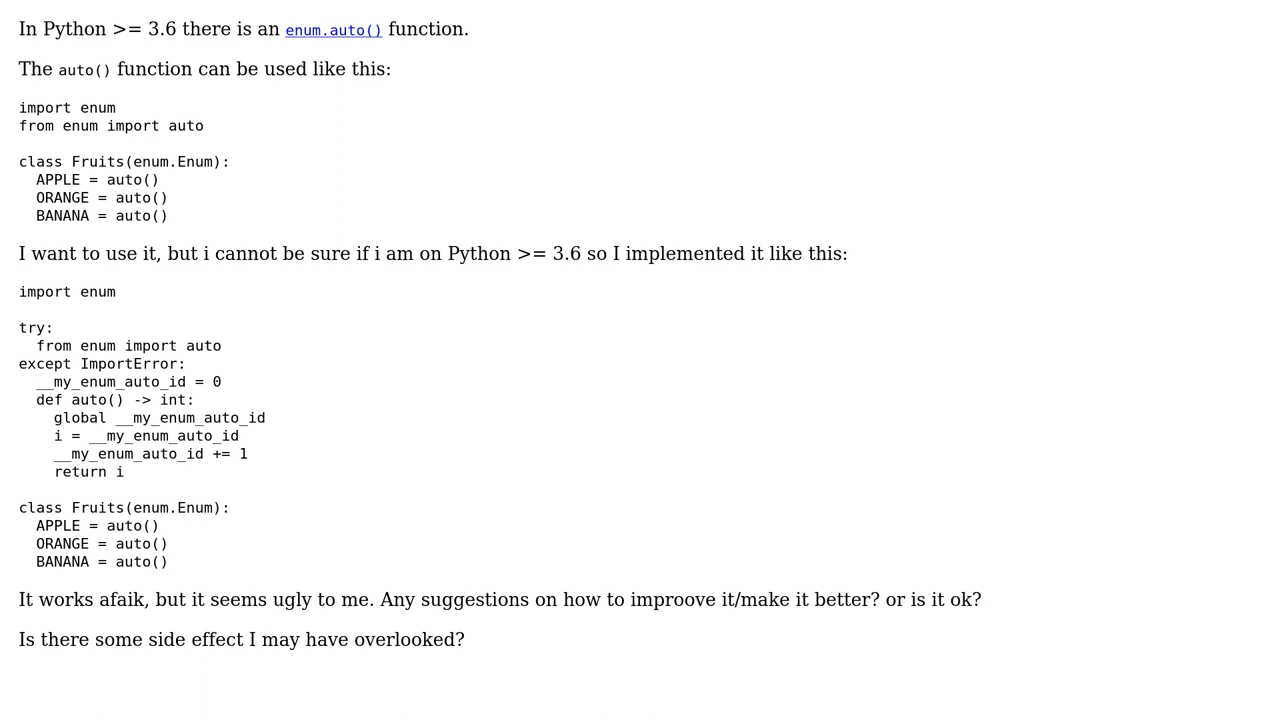 In Python >= 3.6 there is an enum.auto() function.
The auto() function can be used like this:
import enum
from enum import auto
class Fruits(enum.Enum):
  APPLE = auto()
  ORANGE = auto()
  BANANA = auto()
I want to use it, but i cannot be sure if i am on Python >= 3.6 so I implemented it like this:
import enum
try:
  from enum import auto
except ImportError:
  __my_enum_auto_id = 0
  def auto() -> int:
    global __my_enum_auto_id
    i = __my_enum_auto_id
    __my_enum_auto_id += 1
    return i
class Fruits(enum.Enum):
  APPLE = auto()
  ORANGE = auto()
  BANANA = auto()
It works afaik, but it seems ugly to me. Any suggestions on how to improove it/make it better? or is it ok?
Is there some side effect I may have overlooked?